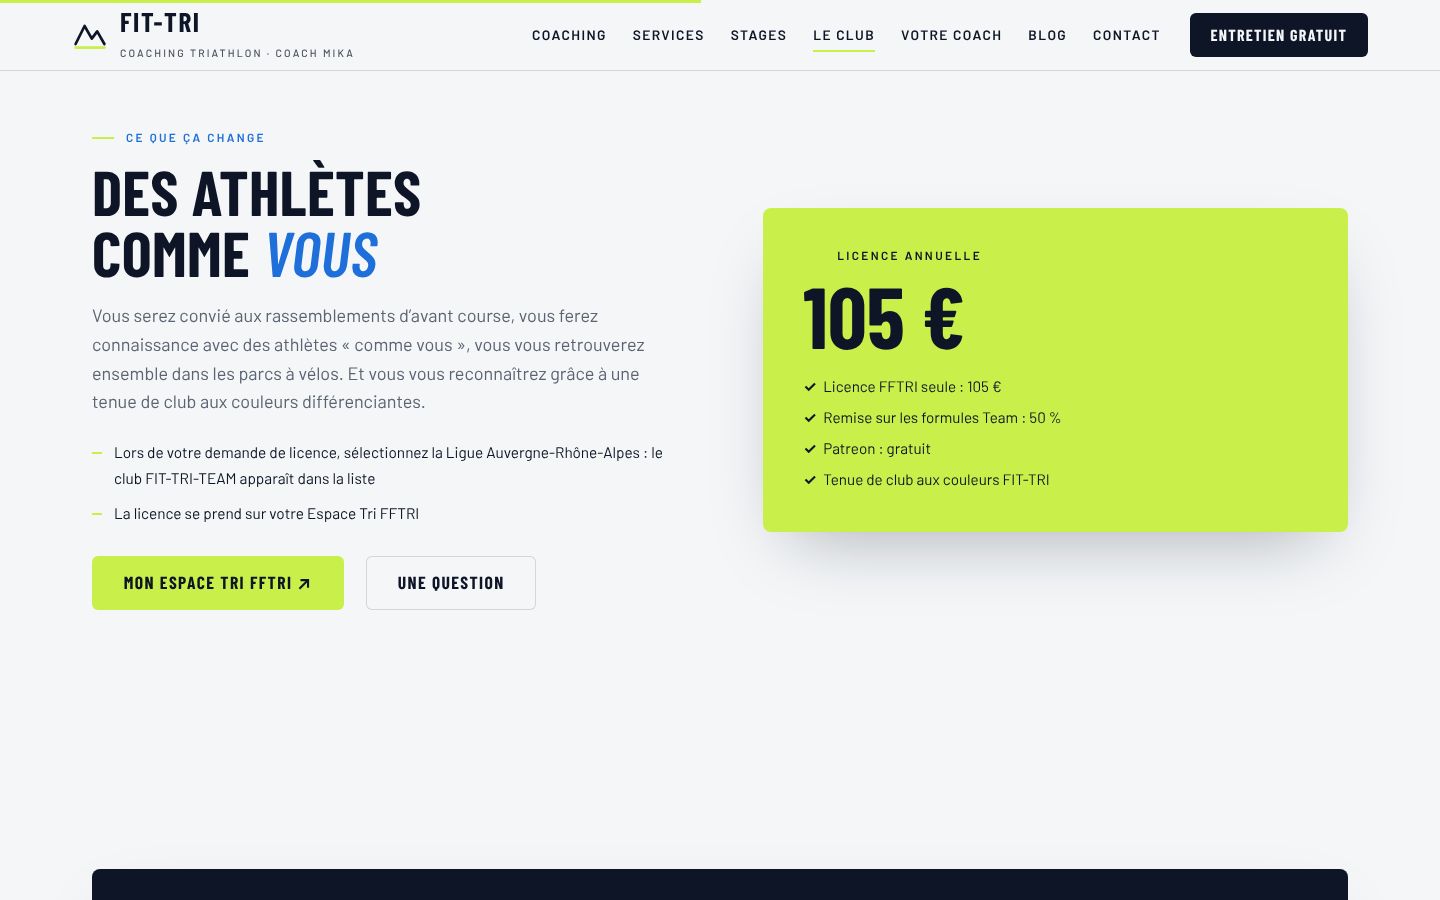 FIT-TRI
COACHING TRIATHLON · COACH MIKA
COACHING
SERVICES
STAGES
LE CLUB
VOTRE COACH
BLOG
CONTACT
ENTRETIEN GRATUIT
CE QUE ÇA CHANGE
DES ATHLÈTES
COMME VOUS
Vous serez convié aux rassemblements d’avant course, vous ferez
connaissance avec des athlètes « comme vous », vous vous retrouverez
ensemble dans les parcs à vélos. Et vous vous reconnaîtrez grâce à une
tenue de club aux couleurs différenciantes.
Lors de votre demande de licence, sélectionnez la Ligue Auvergne-Rhône-Alpes : le
club FIT-TRI-TEAM apparaît dans la liste
La licence se prend sur votre Espace Tri FFTRI
MON ESPACE TRI FFTRI ↗
UNE QUESTION
LICENCE ANNUELLE
105 €
✓ Licence FFTRI seule : 105 €
✓ Remise sur les formules Team : 50 %
✓ Patreon : gratuit
✓ Tenue de club aux couleurs FIT-TRI